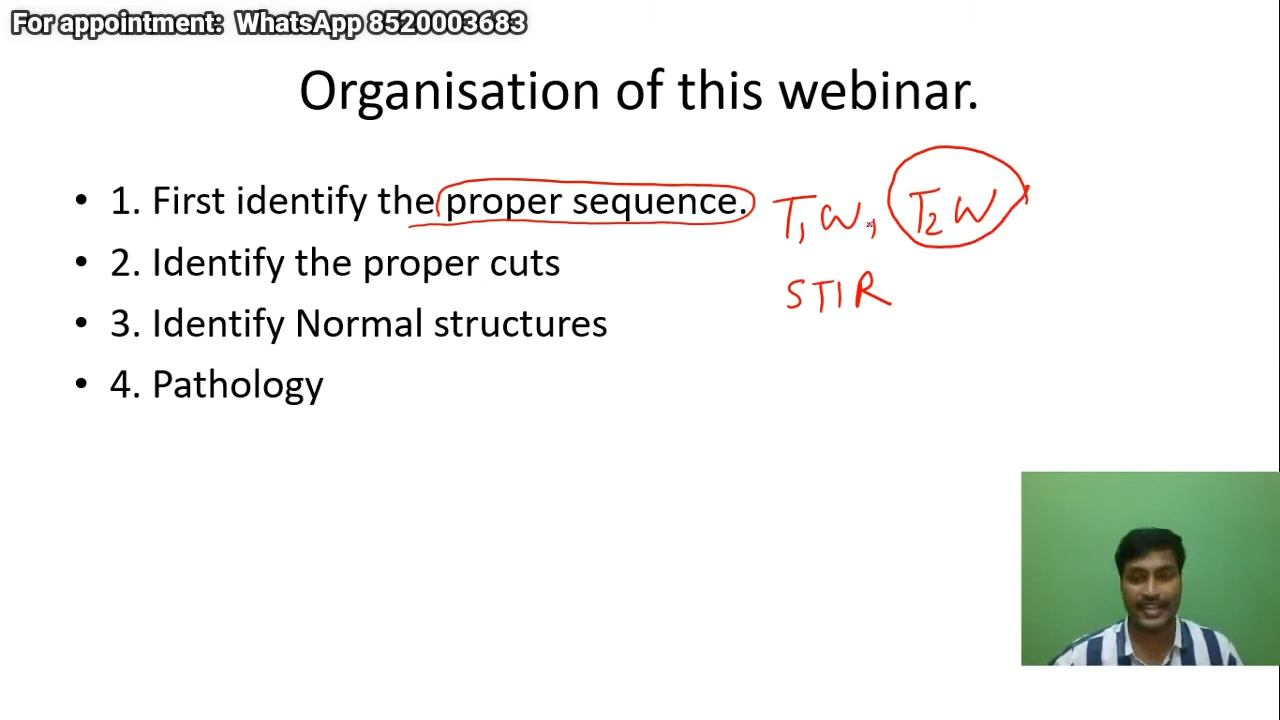 For appointment: WhatsApp 8520003683
Organisation of this webinar.
• 1. First identify the proper sequence. T1W, T2W,
STIR
• 2. Identify the proper cuts
• 3. Identify Normal structures
• 4. Pathology